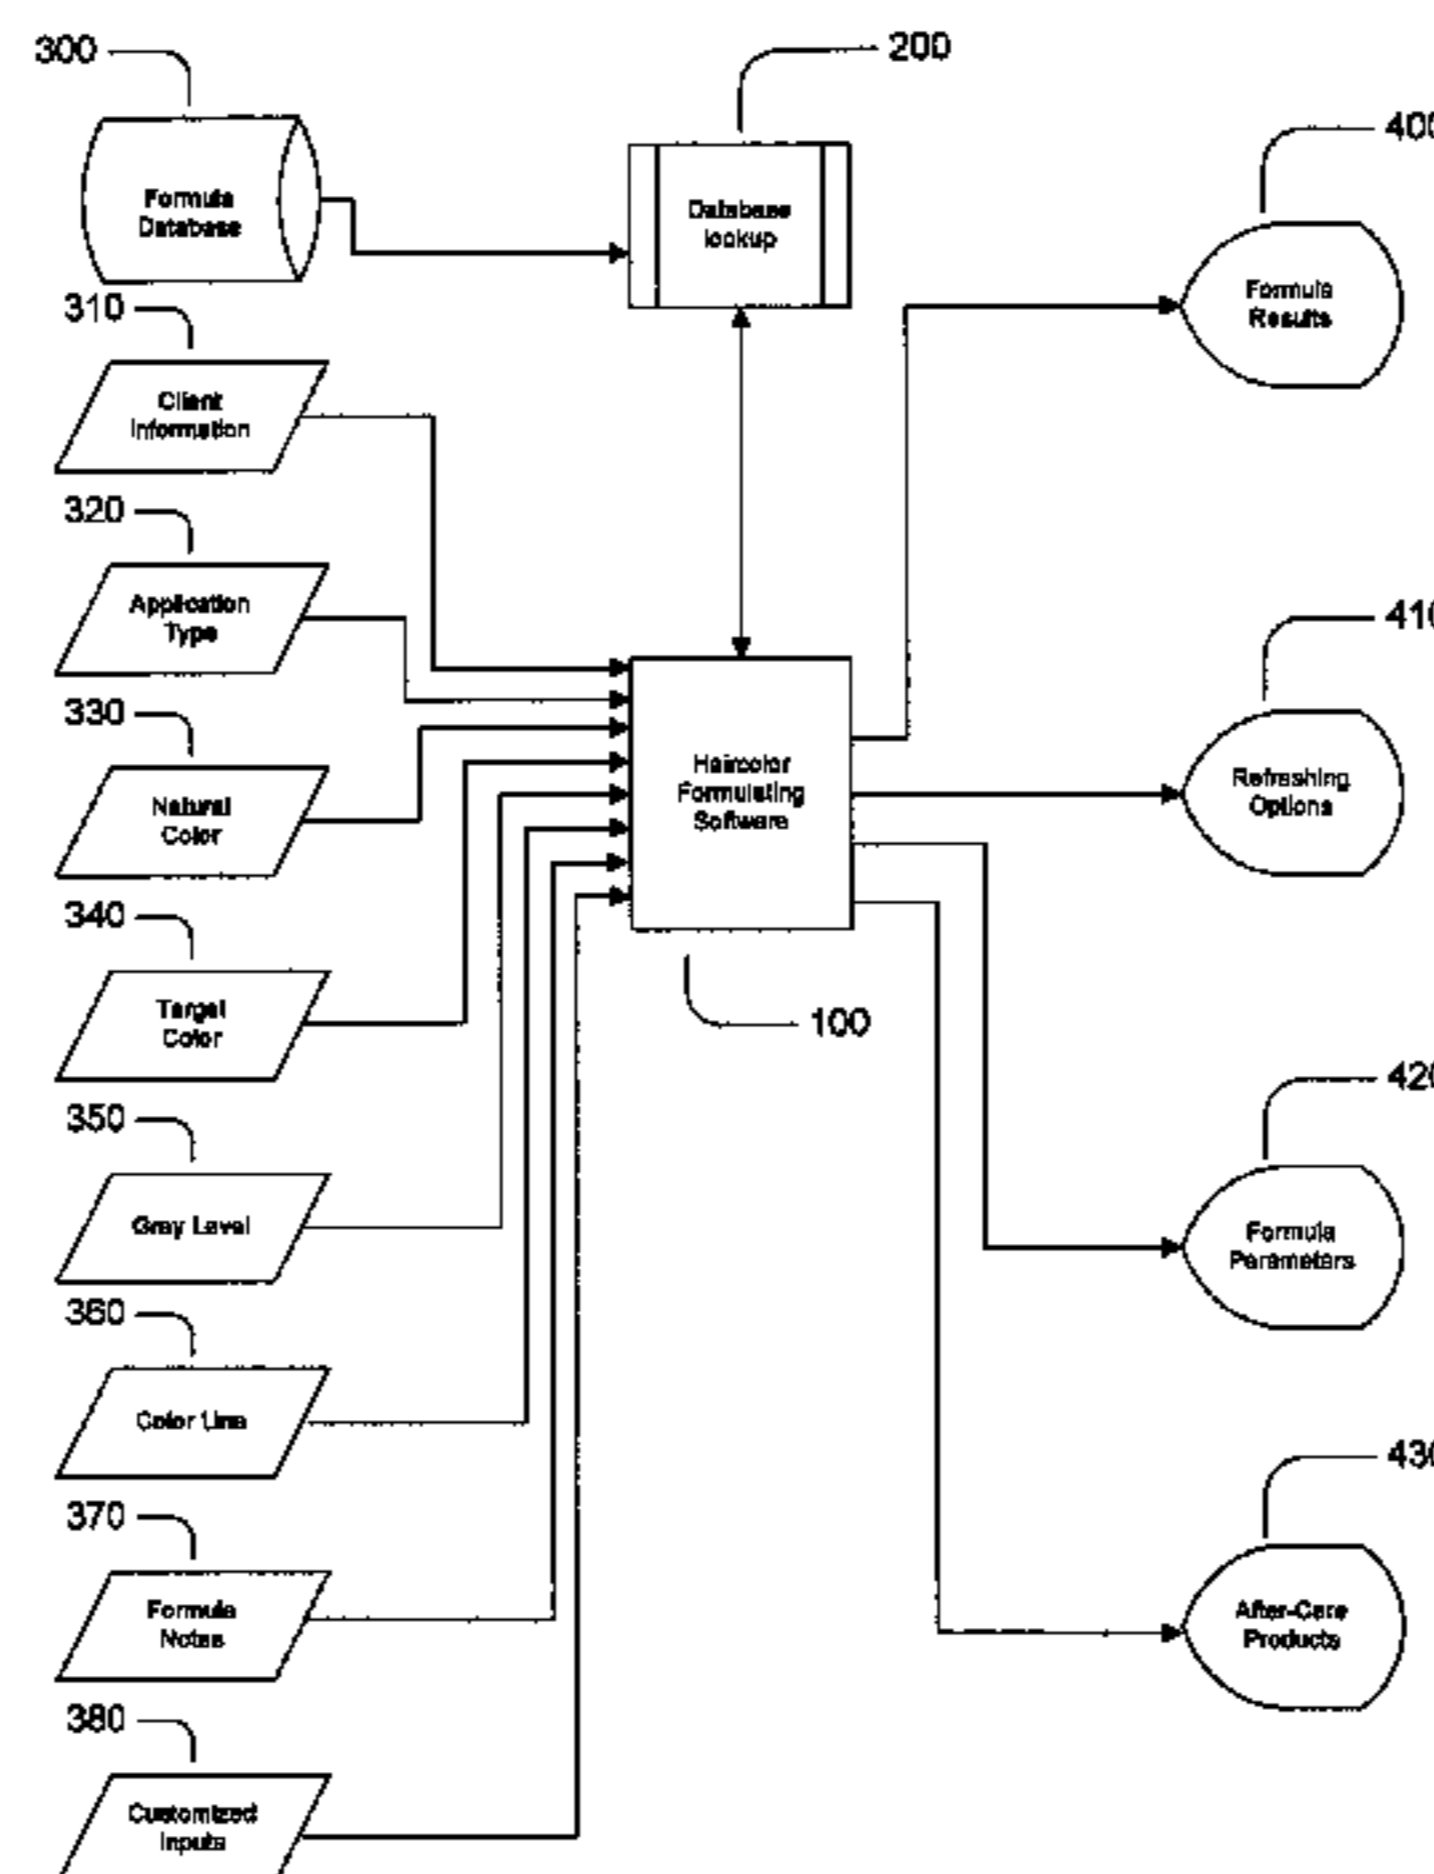 300
200
400
Formula
Database
Database
lookup
Formula
Results
310
Client
Information
320
Application
Type
410
330
Natural
Color
Haircolor
Formulating
Software
Refreshing
Options
340
Target
Color
100
350
Gray Level
420
Formula
Parameters
360
Color Line
430
370
Formula
Notes
After-Care
Products
380
Customized
Inputs